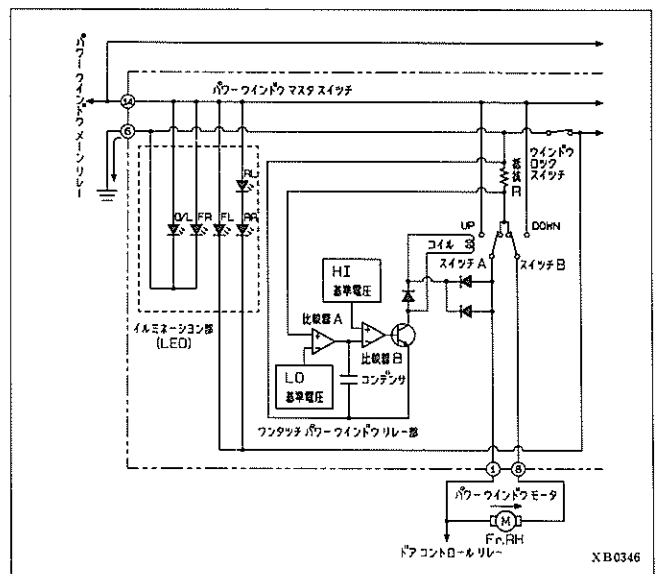 パワーウインドウメーンリレー
14
パワーウインドウ マスタ スイッチ
6
ウインドウ
ロック
スイッチ
抵抗
R
RL
D/L
FR
FL
RR
UP
DOWN
コイル
スイッチ A
スイッチ B
HI
基準電圧
比較器 A
イルミネーション部
(LED)
LO
基準電圧
比較器 B
コンデンサ
ワンタッチ パワーウインドウ リレー部
1
8
パワーウインドウ モータ
M
Fr.RH
ドア コントロール リレー
XB0346